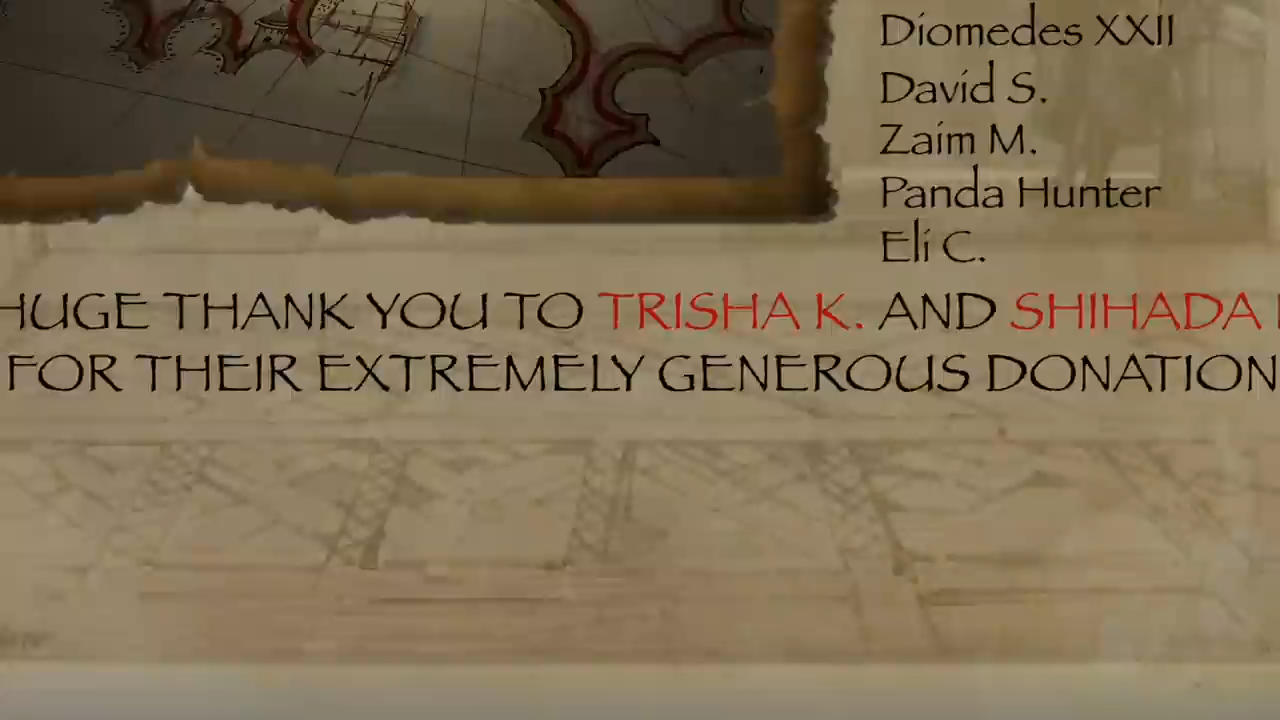 Diomedes XXII
David S.
Zaim M.
Panda Hunter
Eli C.
HUGE THANK YOU TO TRISHA K. AND SHIHADA
FOR THEIR EXTREMELY GENEROUS DONATION